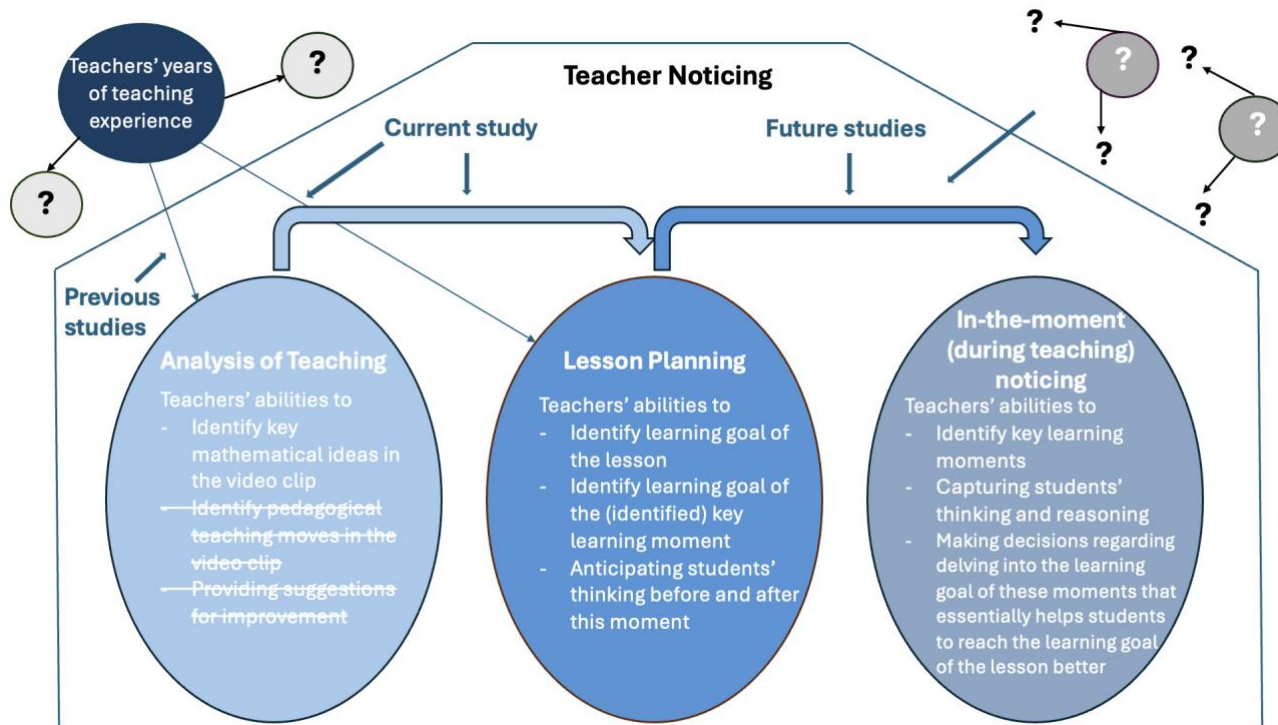 Teachers' years
of teaching
experience
?
?
Teacher Noticing
Current study
Future studies
?
?
?
?
?
?
Previous
studies
Analysis of Teaching
Teachers' abilities to
- Identify key
mathematical ideas in
the video clip
- Identify pedagogical
teaching moves in the
video clip
- Providing suggestions
for improvement
Lesson Planning
Teachers' abilities to
- Identify learning goal of
the lesson
- Identify learning goal of
the (identified) key
learning moment
- Anticipating students'
thinking before and after
this moment
In-the-moment
(during teaching)
noticing
Teachers' abilities to
- Identify key learning
moments
- Capturing students'
thinking and reasoning
- Making decisions regarding
delving into the learning
goal of these moments that
essentially helps students
to reach the learning goal
of the lesson better